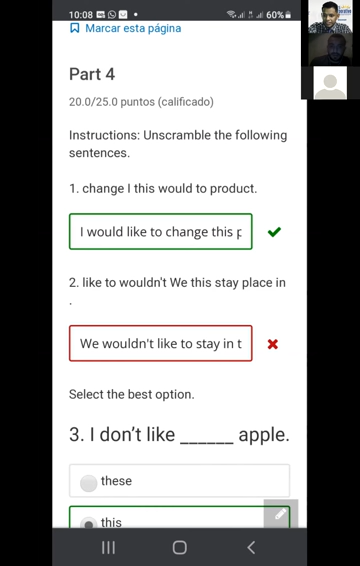 10:08 60%
Marcar esta página
Part 4
20.0/25.0 puntos (calificado)
Instructions: Unscramble the following
sentences.
1. change I this would to product.
I would like to change this p
2. like to wouldn't We this stay place in
.
We wouldn't like to stay in t
Select the best option.
3. I don't like ______ apple.
these
this